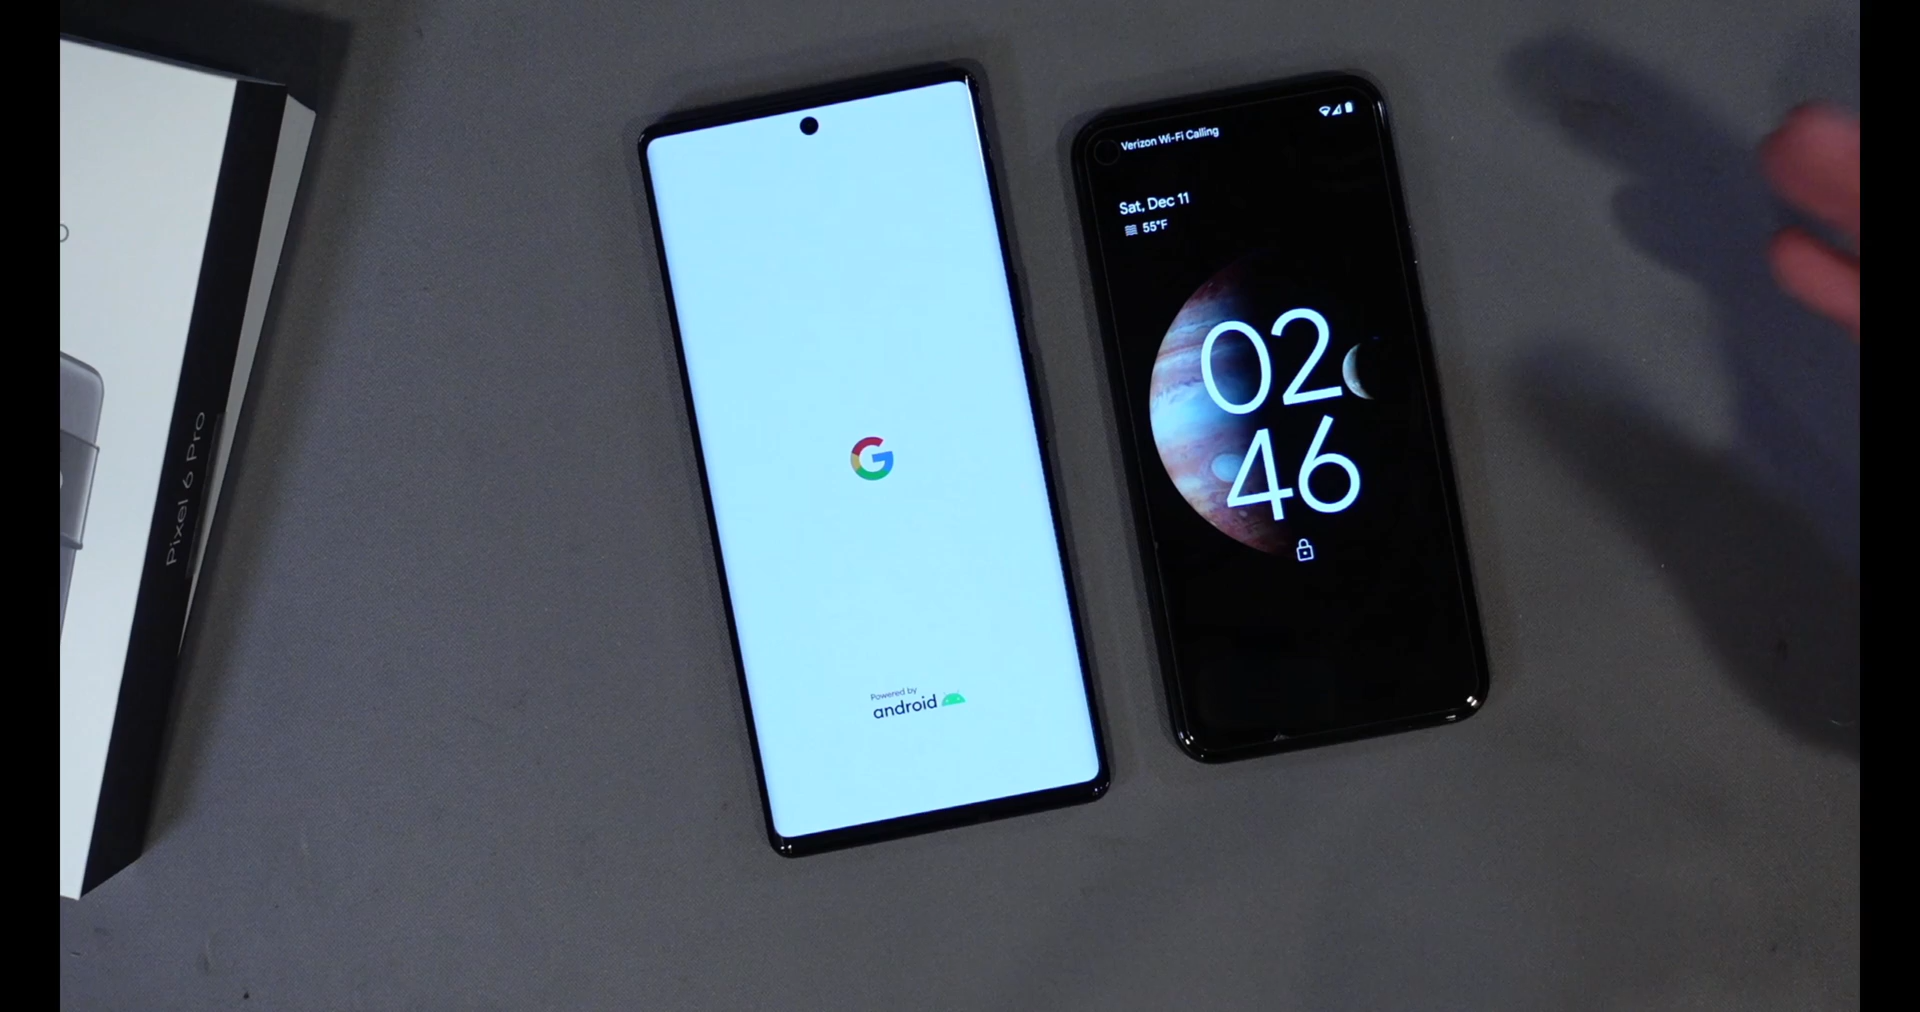 Pixel 6 Pro
G
Powered by
android
Verizon Wi-Fi Calling
Sat, Dec 11
55°F
02
46